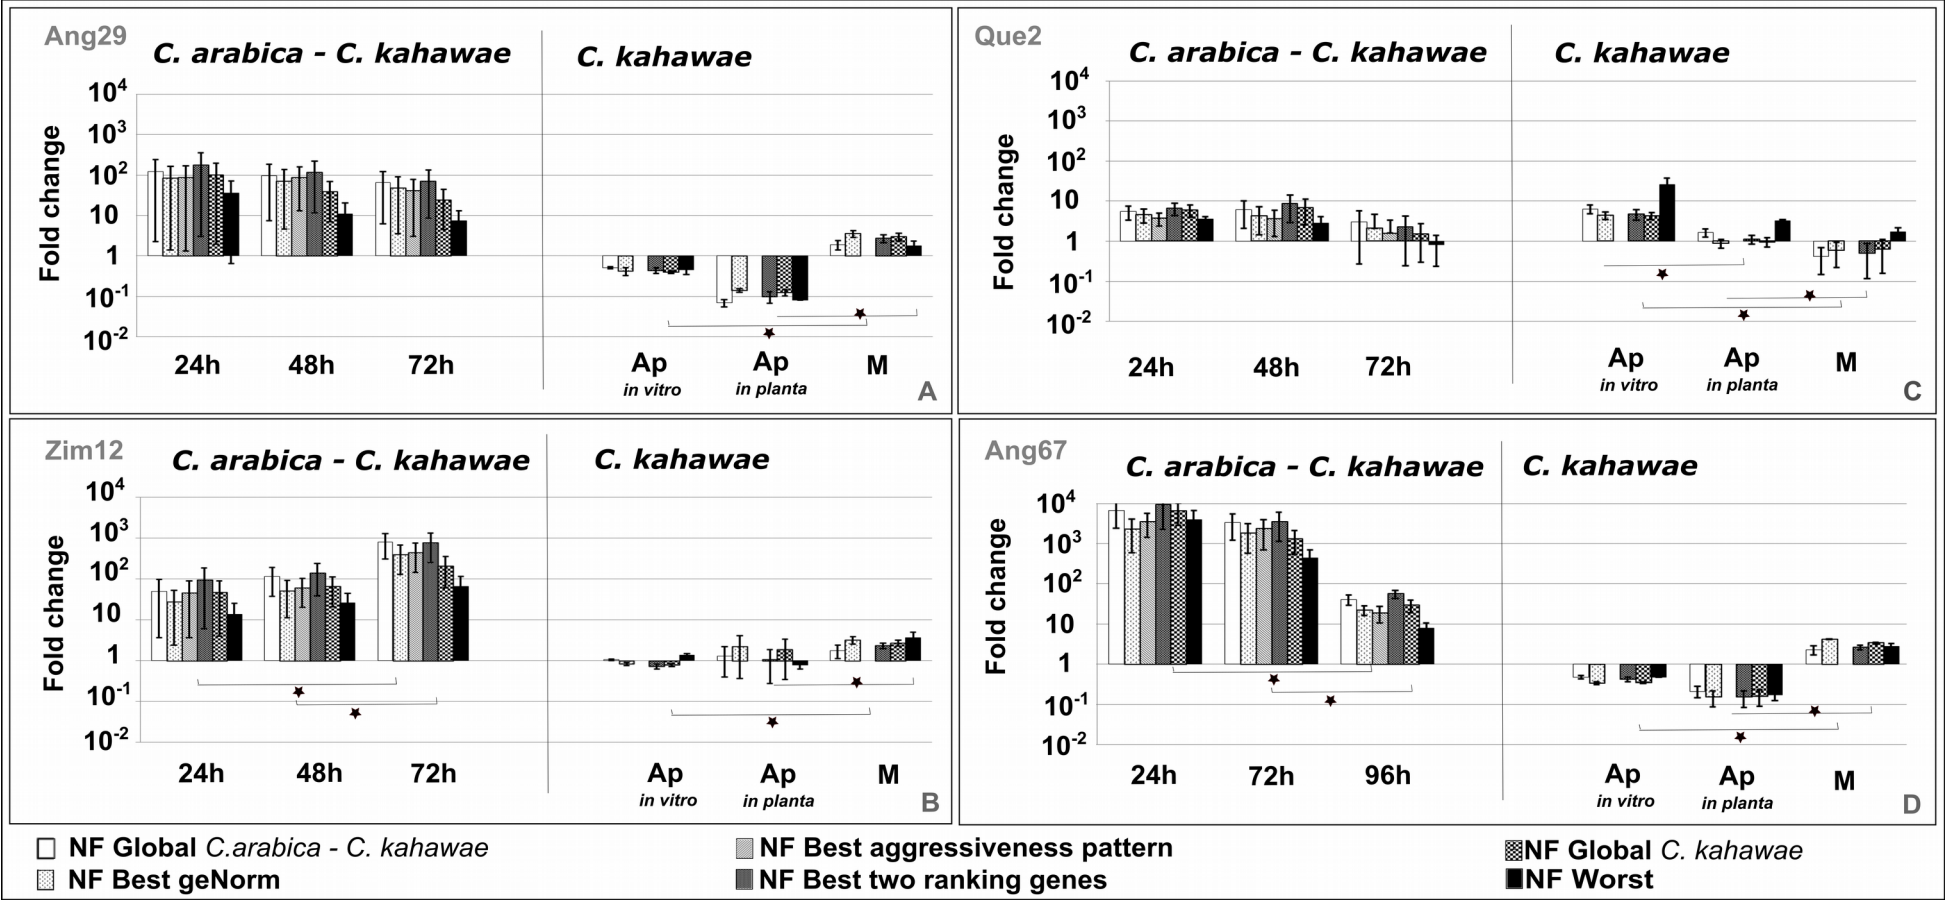 Ang29
C. arabica - C. kahawae
C. kahawae
Fold change
10^4
10^3
10^2
10
1
10^-1
10^-2
24h
48h
72h
Ap
in vitro
Ap
in planta
M
A
Que2
C. arabica - C. kahawae
C. kahawae
Fold change
10^4
10^3
10^2
10
1
10^-1
10^-2
24h
48h
72h
Ap
in vitro
Ap
in planta
M
C
Zim12
C. arabica - C. kahawae
C. kahawae
Fold change
10^4
10^3
10^2
10
1
10^-1
10^-2
24h
48h
72h
Ap
in vitro
Ap
in planta
M
B
Ang67
C. arabica - C. kahawae
C. kahawae
Fold change
10^4
10^3
10^2
10
1
10^-1
10^-2
24h
72h
96h
Ap
in vitro
Ap
in planta
M
D
NF Global C.arabica - C. kahawae
NF Best aggressiveness pattern
NF Global C. kahawae
NF Best geNorm
NF Best two ranking genes
NF Worst